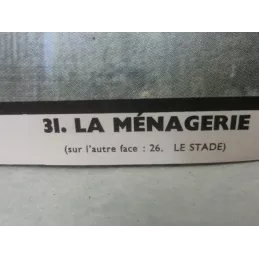 31. LA MÉNAGERIE
(sur l'autre face : 26. LE STADE)